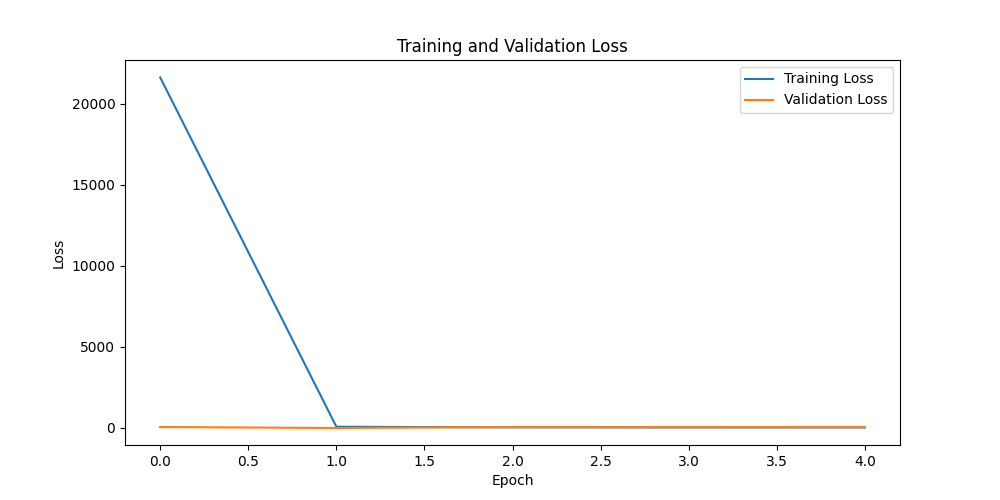 Training and Validation Loss
Training Loss
Validation Loss
20000
15000
10000
5000
0
Loss
0.0 0.5 1.0 1.5 2.0 2.5 3.0 3.5 4.0
Epoch